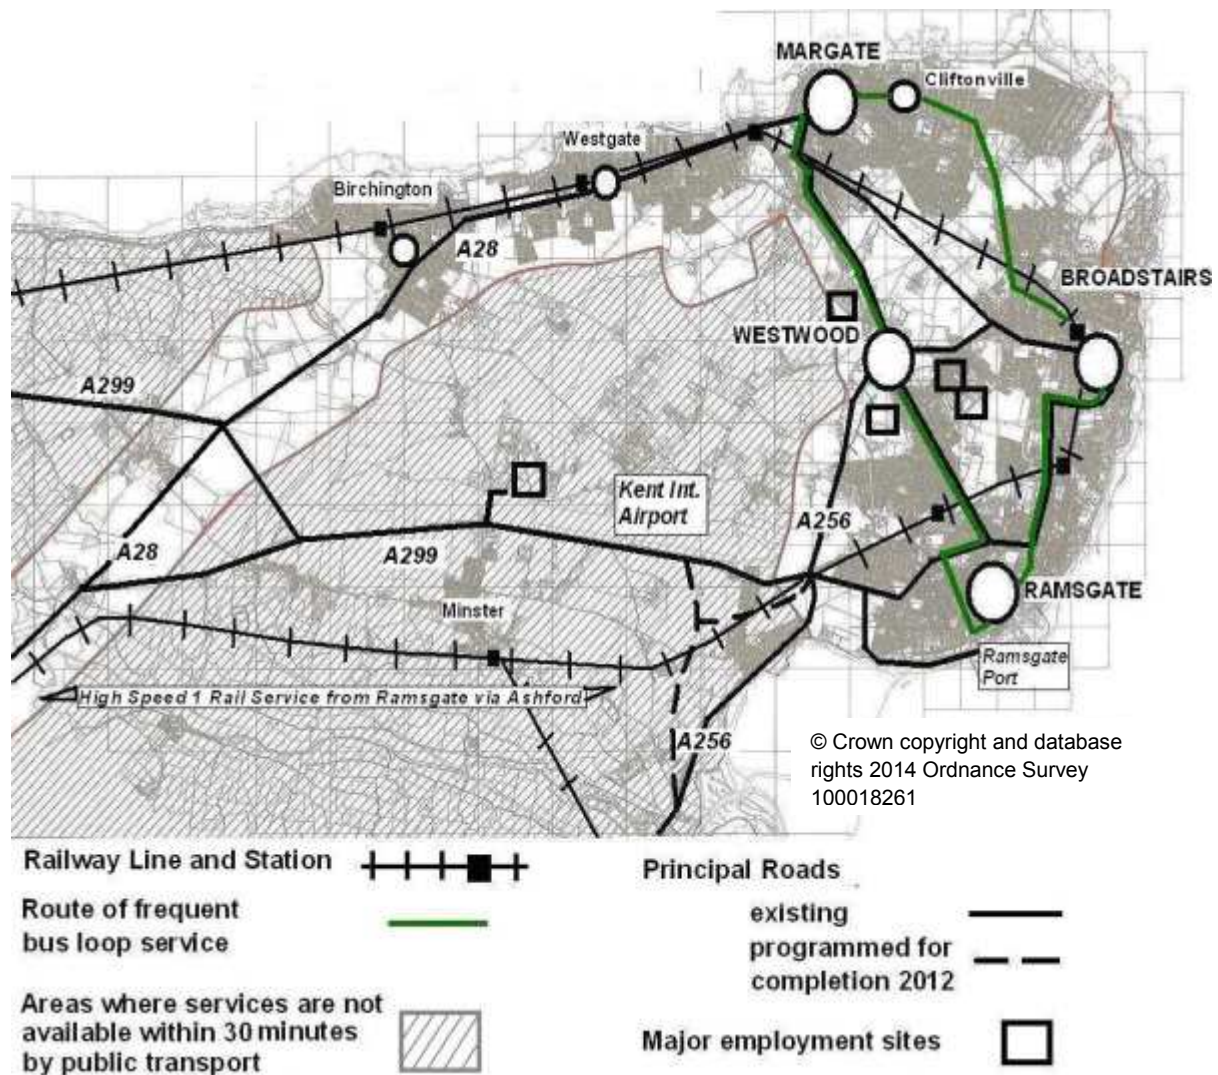 MARGATE
Cliftonville
Westgate
Birchington
A28
BROADSTAIRS
WESTWOOD
A299
Kent Int.
Airport
A256
A28
A299
Minster
RAMSGATE
Ramsgate
Port
High Speed 1 Rail Service from Ramsgate via Ashford
A256
© Crown copyright and database
rights 2014 Ordnance Survey
100018261
Railway Line and Station
Route of frequent
bus loop service
Areas where services are not
available within 30 minutes
by public transport
Principal Roads
existing
programmed for
completion 2012
Major employment sites